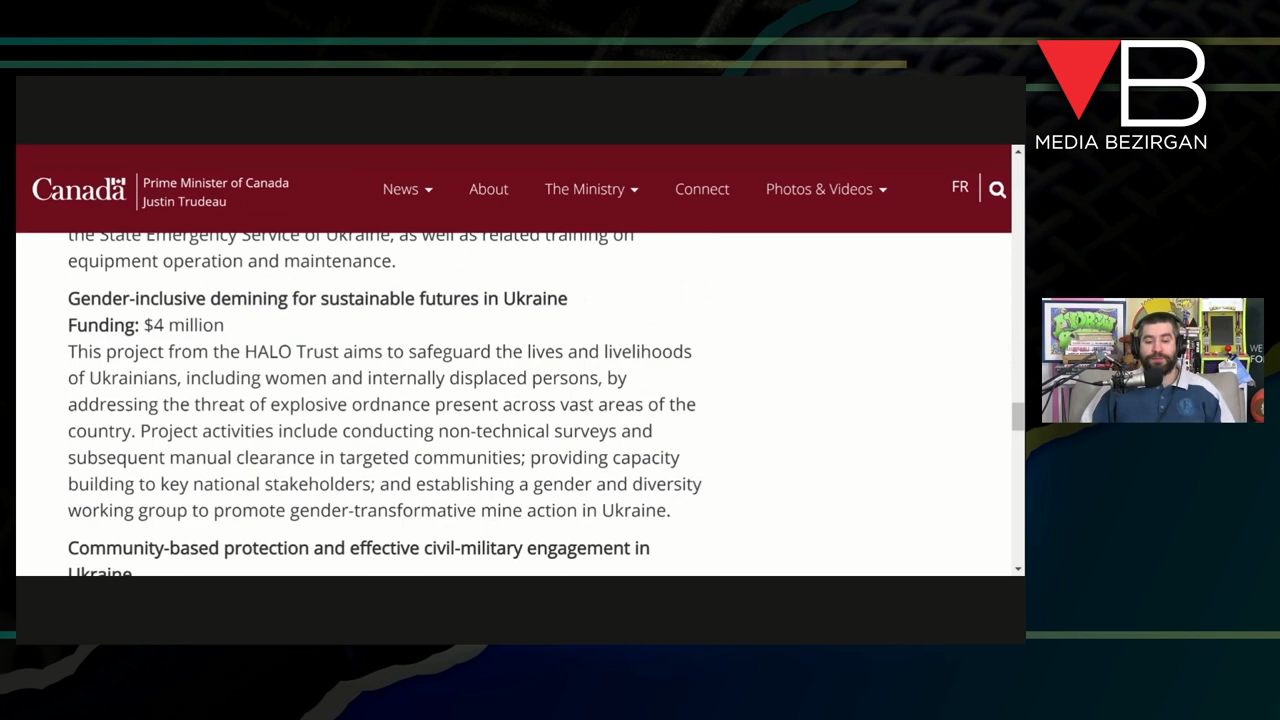 VB
MEDIA BEZIRGAN
Canada
Prime Minister of Canada
Justin Trudeau
News
About
The Ministry
Connect
Photos & Videos
FR
the State Emergency Service of Ukraine, as well as related training on
equipment operation and maintenance.
Gender-inclusive demining for sustainable futures in Ukraine
Funding: $4 million
This project from the HALO Trust aims to safeguard the lives and livelihoods
of Ukrainians, including women and internally displaced persons, by
addressing the threat of explosive ordnance present across vast areas of the
country. Project activities include conducting non-technical surveys and
subsequent manual clearance in targeted communities; providing capacity
building to key national stakeholders; and establishing a gender and diversity
working group to promote gender-transformative mine action in Ukraine.
Community-based protection and effective civil-military engagement in
Ukraine
WE